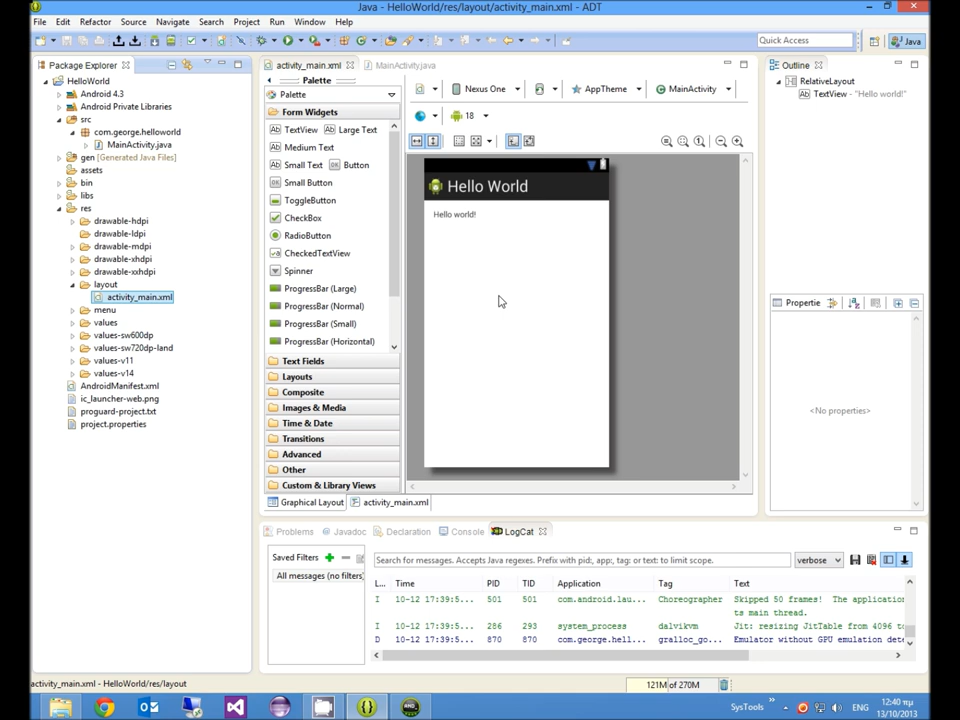 Java - HelloWorld/res/layout/activity_main.xml - ADT
File Edit Refactor Source Navigate Search Project Run Window Help
Quick Access
Java
Package Explorer
HelloWorld
Android 4.3
Android Private Libraries
src
com.george.helloworld
MainActivity.java
gen [Generated Java Files]
assets
bin
libs
res
drawable-hdpi
drawable-ldpi
drawable-mdpi
drawable-xhdpi
drawable-xxhdpi
layout
activity_main.xml
menu
values
values-sw600dp
values-sw720dp-land
values-v11
values-v14
AndroidManifest.xml
ic_launcher-web.png
proguard-project.txt
project.properties
activity_main.xml MainActivity.java
Palette
Palette
Form Widgets
Ab TextView Ab Large Text
Ab Medium Text
Ab Small Text OK Button
OK Small Button
ToggleButton
CheckBox
RadioButton
CheckedTextView
Spinner
ProgressBar (Large)
ProgressBar (Normal)
ProgressBar (Small)
ProgressBar (Horizontal)
Text Fields
Layouts
Composite
Images & Media
Time & Date
Transitions
Advanced
Other
Custom & Library Views
Graphical Layout activity_main.xml
Nexus One AppTheme MainActivity
18
Hello World
Hello world!
Outline
RelativeLayout
Ab TextView - "Hello world!"
Propertie
<No properties>
Problems Javadoc Declaration Console LogCat
Saved Filters
All messages (no filters)
Search for messages. Accepts Java regexes. Prefix with pid:, app:, tag: or text: to limit scope.
verbose
L... Time PID TID Application Tag Text
I 10-12 17:39:5... 501 501 com.android.lau... Choreographer Skipped 50 frames! The application
ts main thread.
I 10-12 17:39:5... 286 293 system_process dalvikvm Jit: resizing JitTable from 4096 to
D 10-12 17:39:5... 870 870 com.george.hell... gralloc_go... Emulator without GPU emulation dete
activity_main.xml - HelloWorld/res/layout
121M of 270M
SysTools
ENG
12:40 πμ
13/10/2013